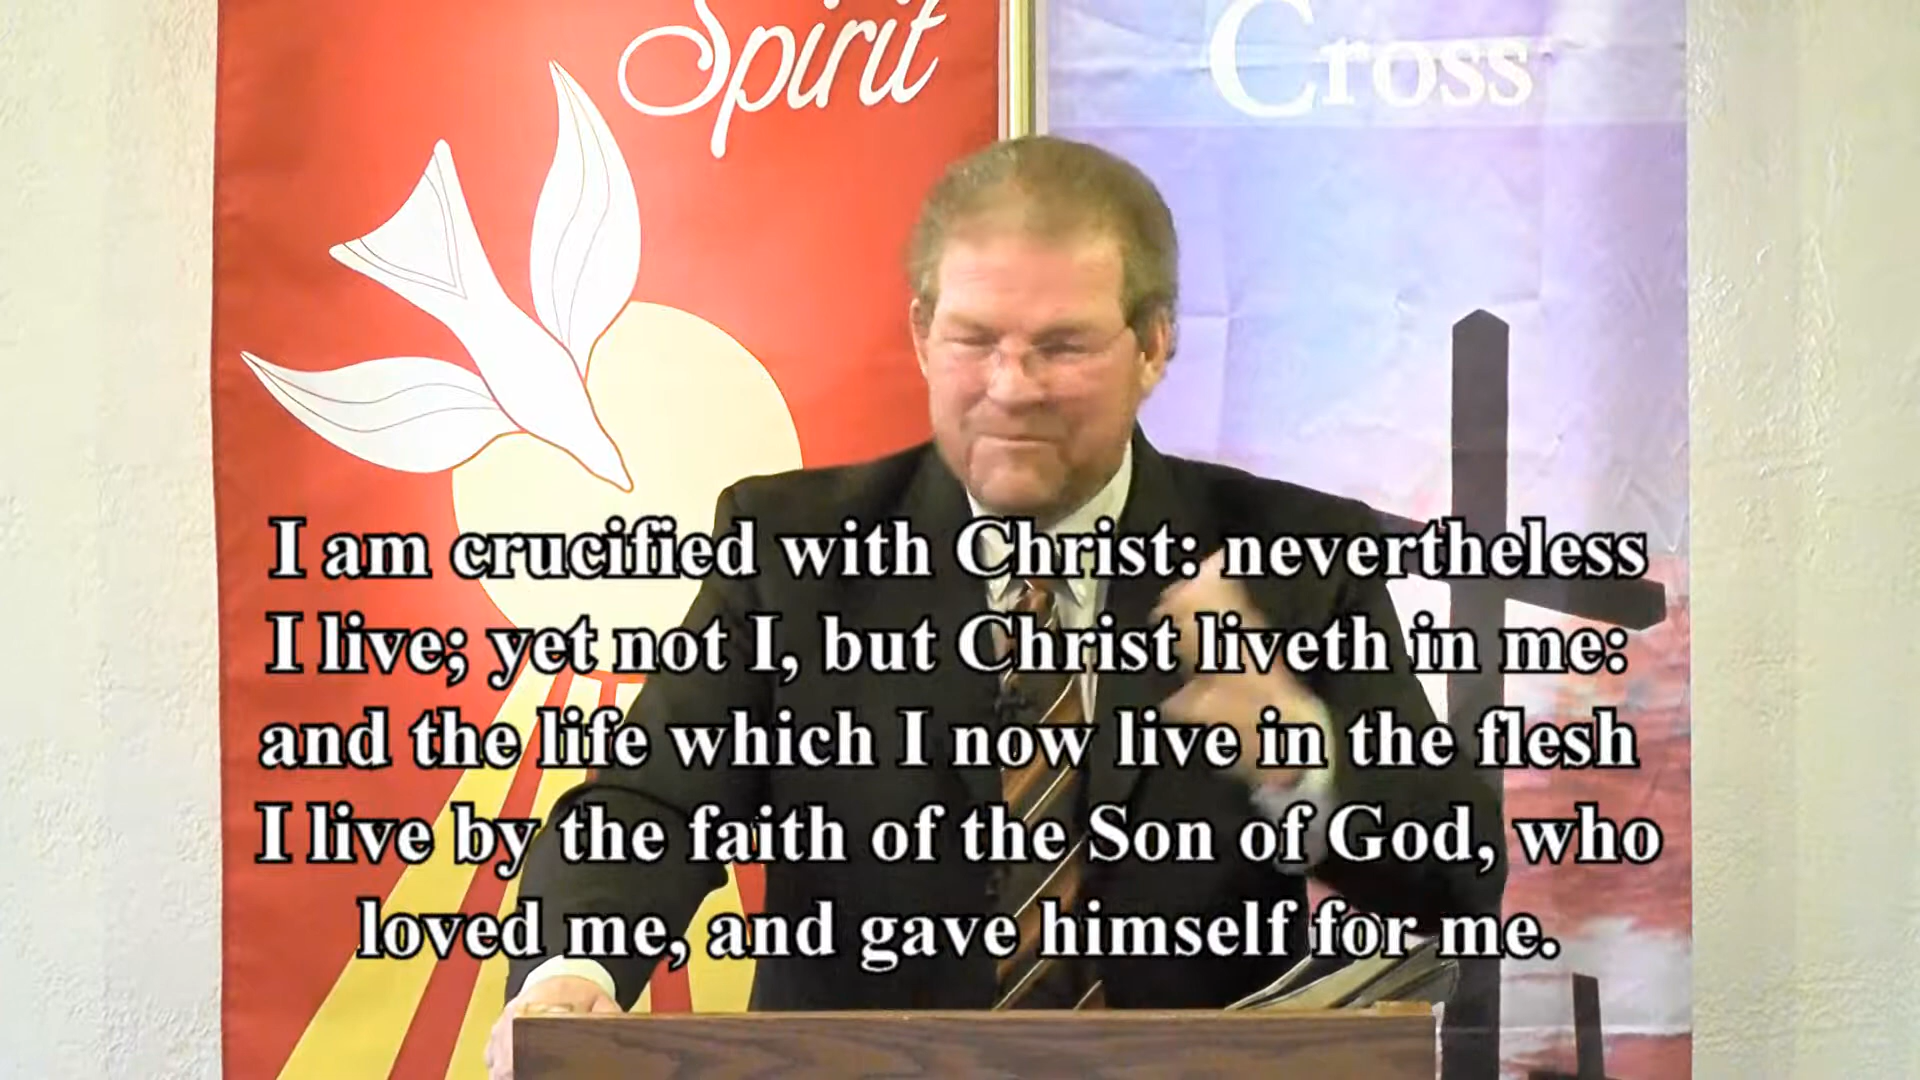 Spirit
Cross
I am crucified with Christ: nevertheless
I live; yet not I, but Christ liveth in me:
and the life which I now live in the flesh
I live by the faith of the Son of God, who
loved me, and gave himself for me.